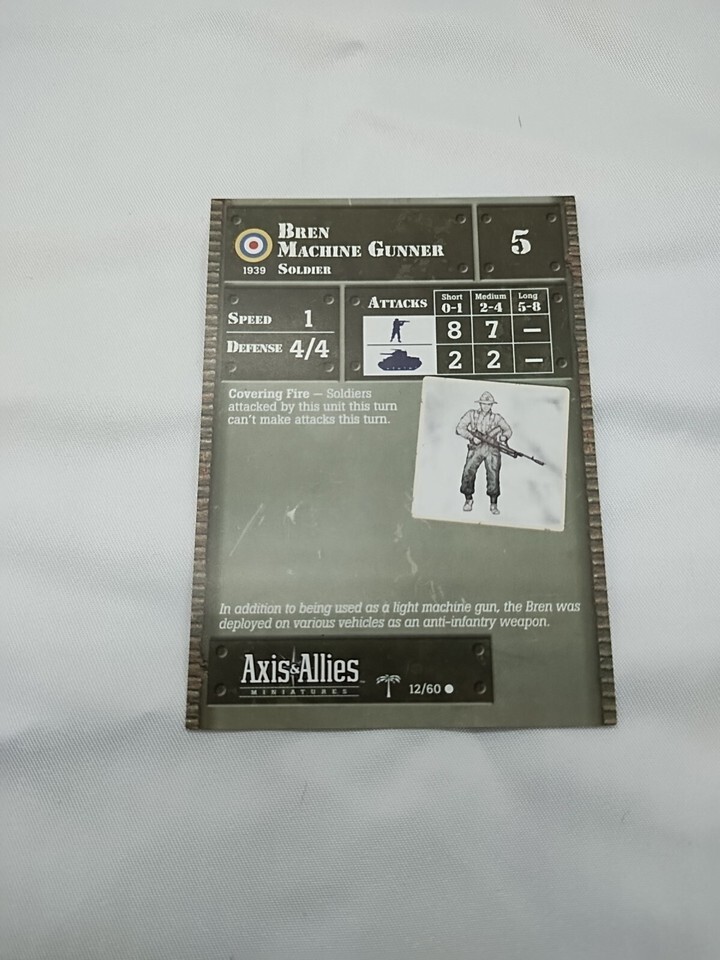 BREN
MACHINE GUNNER
1939 SOLDIER
5
SPEED 1
DEFENSE 4/4
ATTACKS Short 0-1 Medium 2-4 Long 5-8
8 7 —
2 2 —
Covering Fire — Soldiers
attacked by this unit this turn
can't make attacks this turn.
In addition to being used as a light machine gun, the Bren was
deployed on various vehicles as an anti-infantry weapon.
Axis & Allies™
MINIATURES
12/60